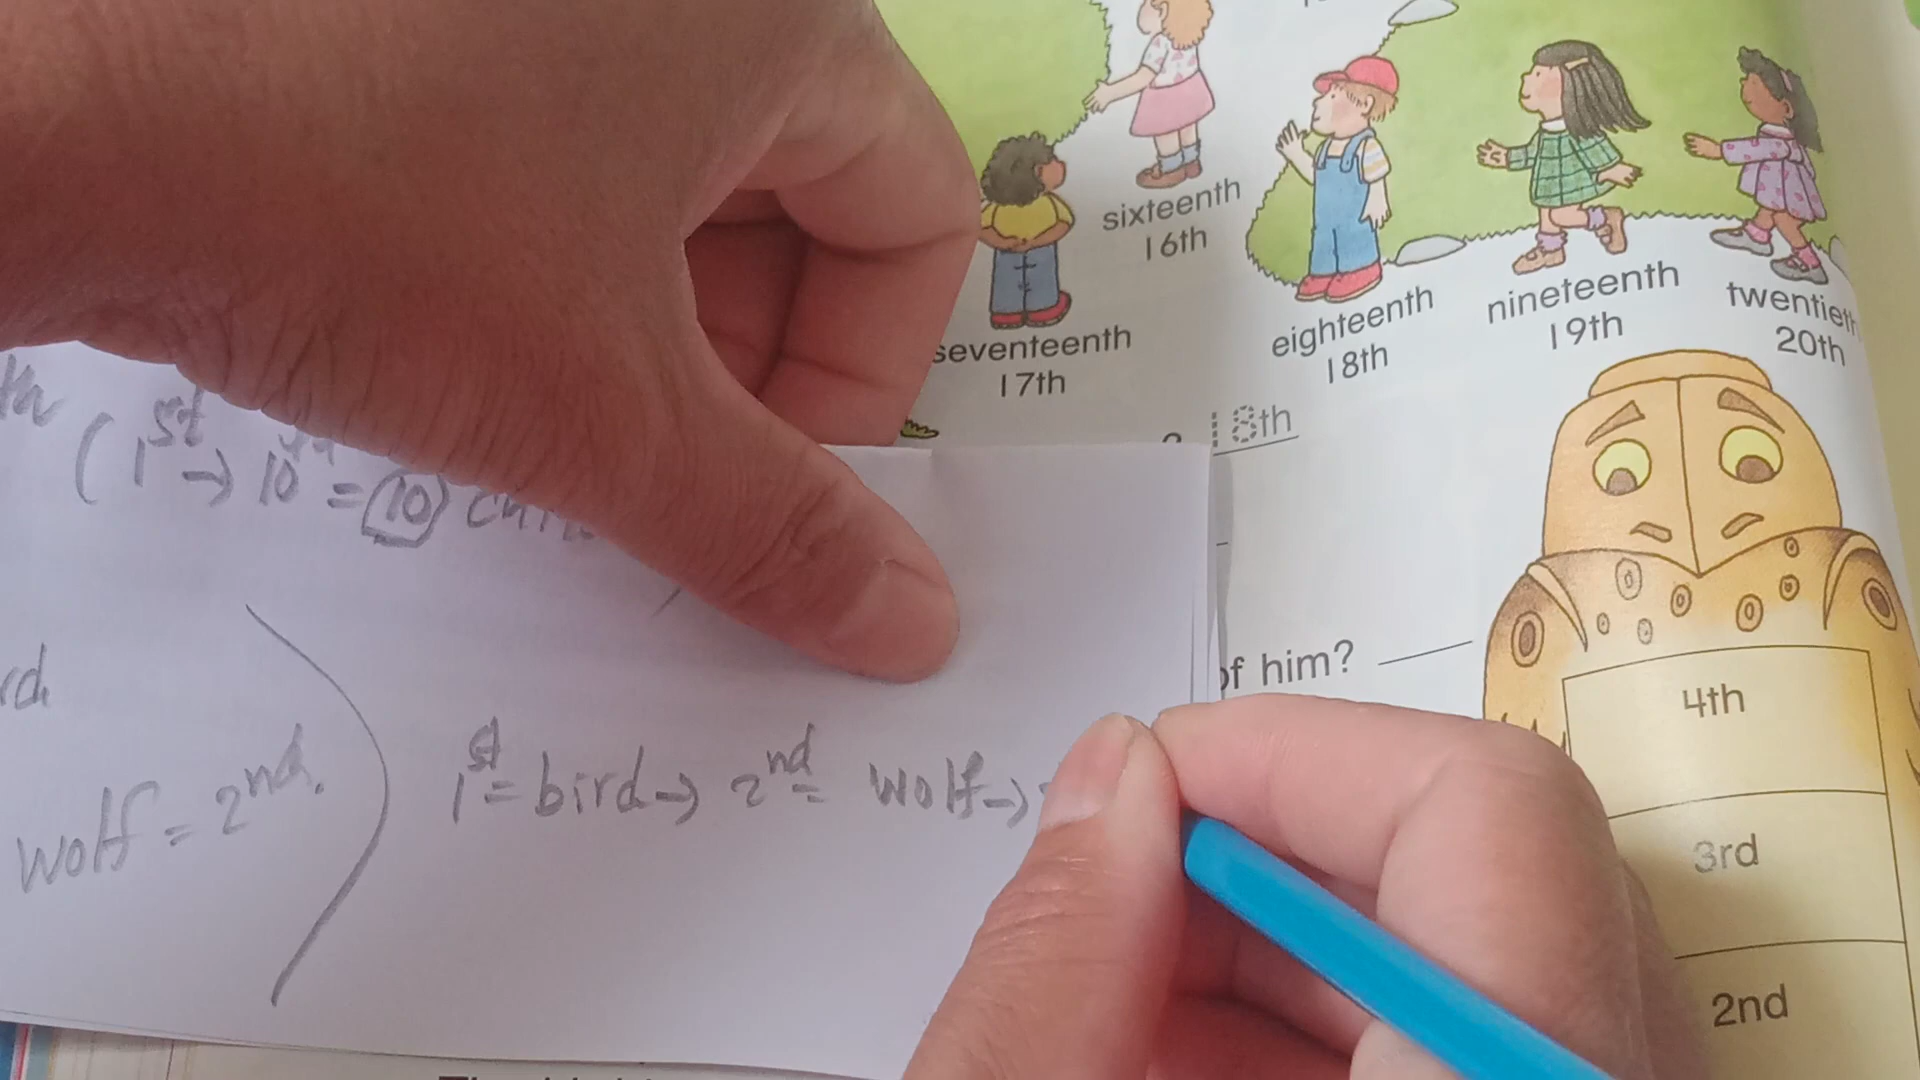 sixteenth
16th
seventeenth
17th
eighteenth
18th
nineteenth
19th
20th
18th
(1st → 10 = 10
of him?
4th
3rd
2nd
wolf = 2nd.
1st = bird → 2nd = wolf →